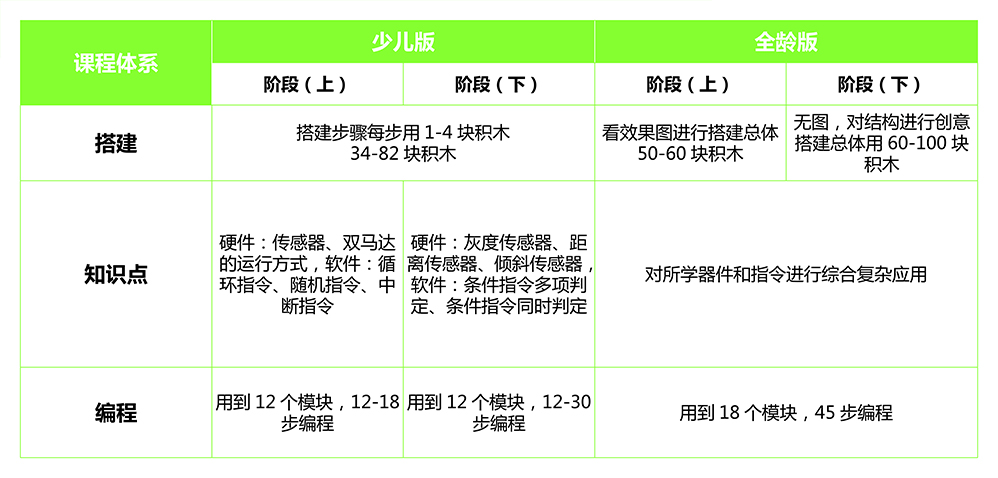 课程体系
少儿版
全龄版
阶段（上）
阶段（下）
阶段（上）
阶段（下）
搭建
搭建步骤每步用 1-4 块积木
34-82 块积木
看效果图进行搭建总体
50-60 块积木
无图，对结构进行创意
搭建总体用 60-100 块
积木
知识点
硬件：传感器、双马达
的运行方式，软件：循
环指令、随机指令、中
断指令
硬件：灰度传感器、距
离传感器、倾斜传感器，
软件：条件指令多项判
定、条件指令同时判定
对所学器件和指令进行综合复杂应用
编程
用到 12 个模块，12-18
步编程
用到 12 个模块，12-30
步编程
用到 18 个模块，45 步编程